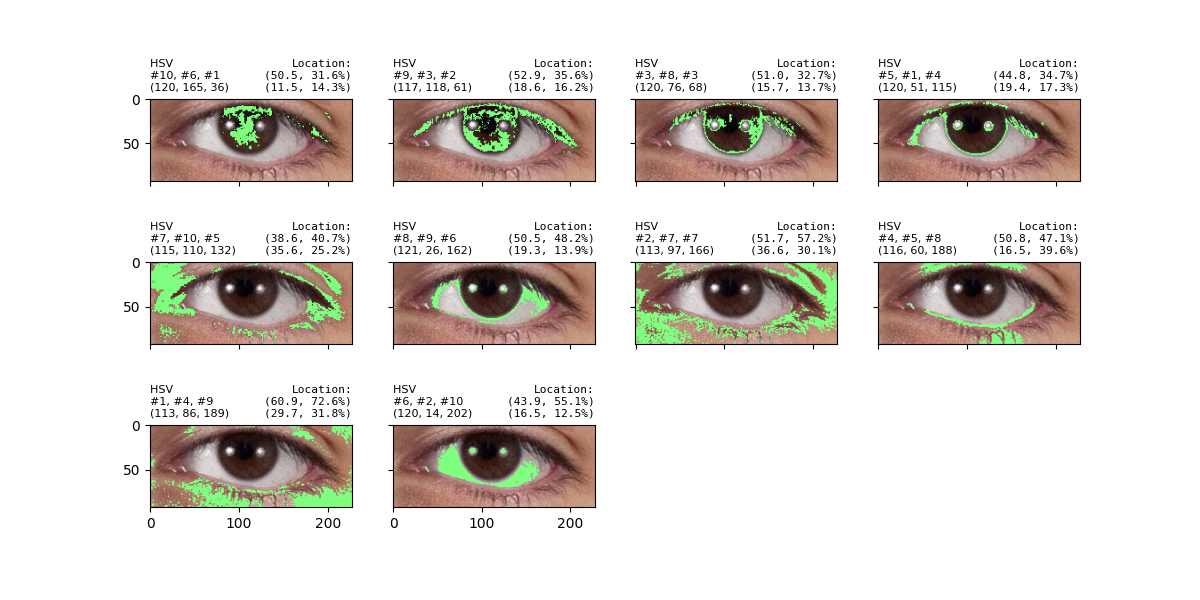 HSV Location:
#10, #6, #1 (50.5, 31.6%)
(120, 165, 36) (11.5, 14.3%)
HSV Location:
#9, #3, #2 (52.9, 35.6%)
(117, 118, 61) (18.6, 16.2%)
HSV Location:
#3, #8, #3 (51.0, 32.7%)
(120, 76, 68) (15.7, 13.7%)
HSV Location:
#5, #1, #4 (44.8, 34.7%)
(120, 51, 115) (19.4, 17.3%)
0
50
HSV Location:
#7, #10, #5 (38.6, 40.7%)
(115, 110, 132) (35.6, 25.2%)
HSV Location:
#8, #9, #6 (50.5, 48.2%)
(121, 26, 162) (19.3, 13.9%)
HSV Location:
#2, #7, #7 (51.7, 57.2%)
(113, 97, 166) (36.6, 30.1%)
HSV Location:
#4, #5, #8 (50.8, 47.1%)
(116, 60, 188) (16.5, 39.6%)
0
50
HSV Location:
#1, #4, #9 (60.9, 72.6%)
(113, 86, 189) (29.7, 31.8%)
HSV Location:
#6, #2, #10 (43.9, 55.1%)
(120, 14, 202) (16.5, 12.5%)
0
50
0 100 200
0 100 200